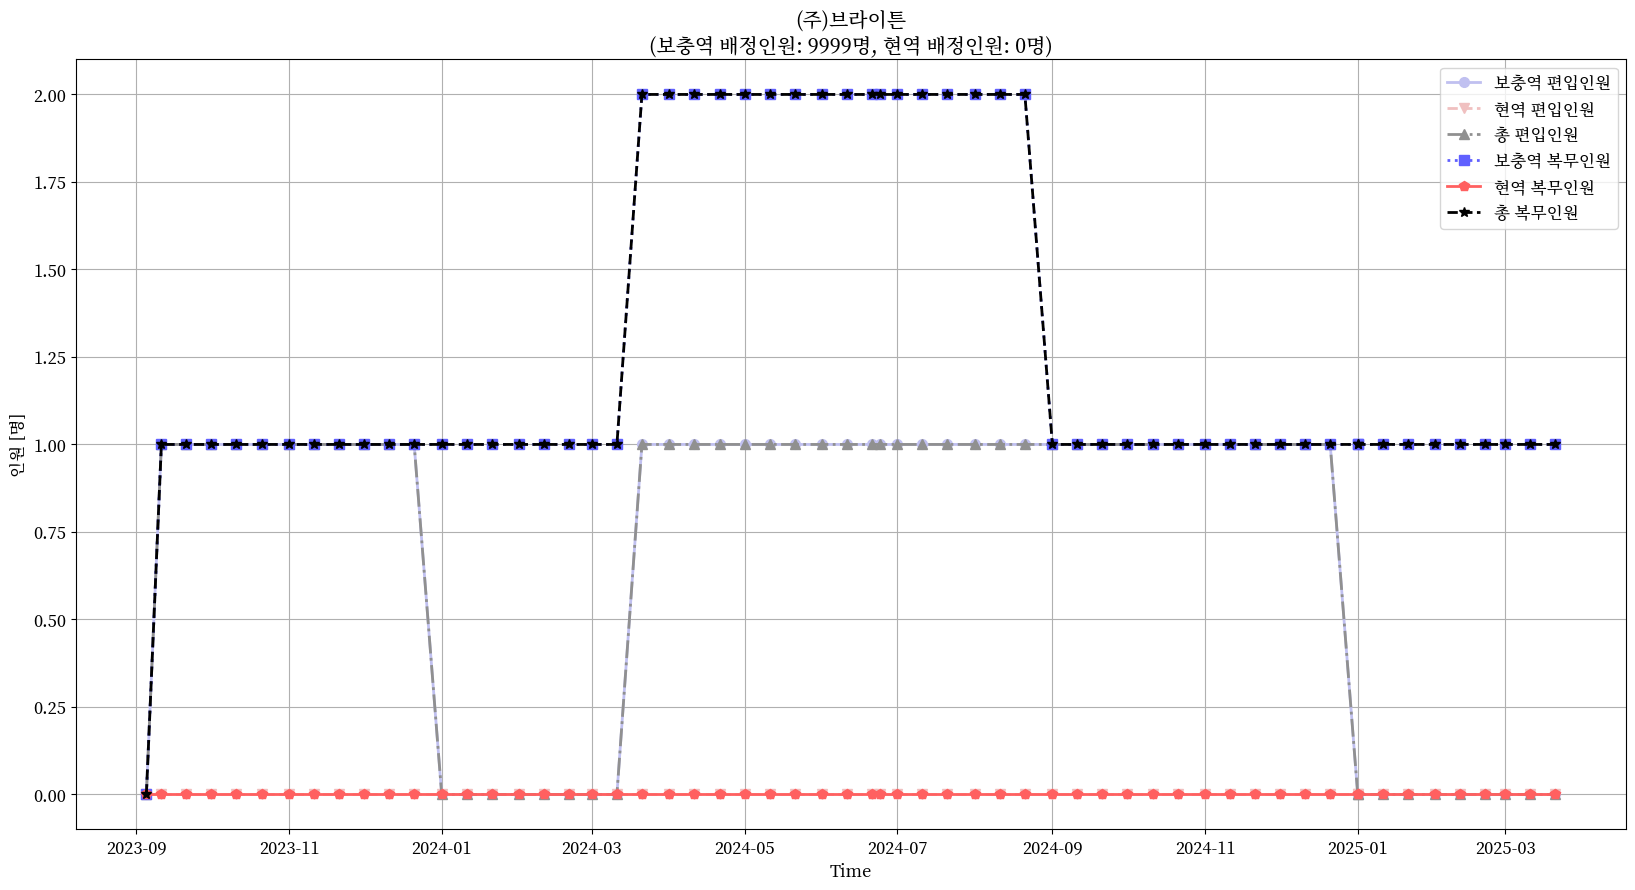 (주)브라이튼
(보충역 배정인원: 9999명, 현역 배정인원: 0명)
보충역 편입인원
현역 편입인원
총 편입인원
보충역 복무인원
현역 복무인원
총 복무인원
2.00
1.75
1.50
1.25
1.00
0.75
0.50
0.25
0.00
인원 [명]
2023-09
2023-11
2024-01
2024-03
2024-05
2024-07
2024-09
2024-11
2025-01
2025-03
Time